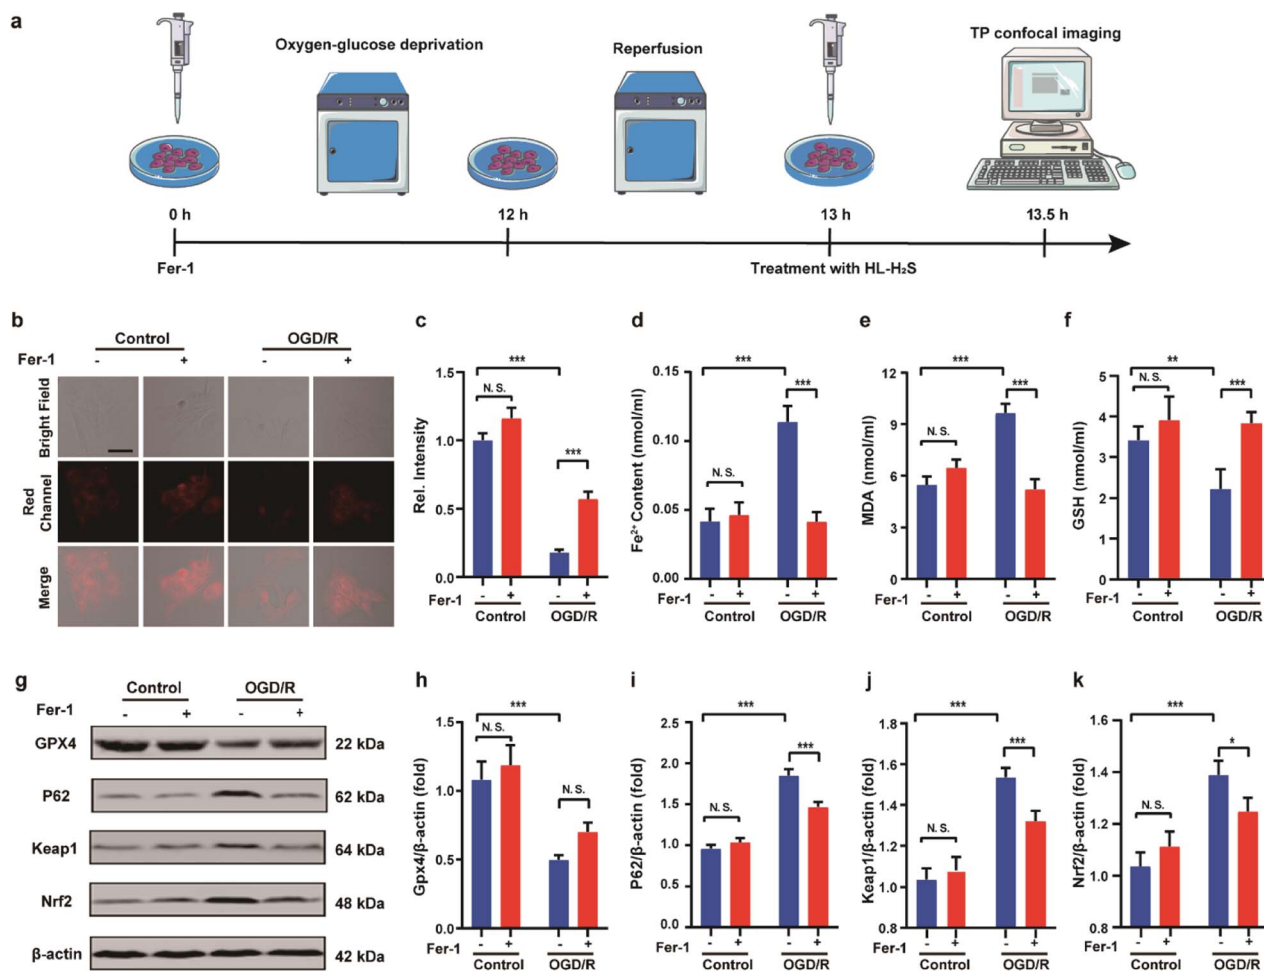 a
Oxygen-glucose deprivation
Reperfusion
TP confocal imaging
0 h
12 h
13 h
13.5 h
Fer-1
Treatment with HL-H₂S
b
Control
OGD/R
Fer-1
-
+
-
+
Bright Field
Red
Channel
Merge
c
Rel. Intensity
1.5
1.0
0.5
0.0
***
N. S.
***
Fer-1
-
+
-
+
Control
OGD/R
d
Fe²⁺ Content (nmol/ml)
0.15
0.10
0.05
0.00
***
N. S.
***
Fer-1
-
+
-
+
Control
OGD/R
e
MDA (nmol/ml)
12
9
6
3
0
***
N. S.
***
Fer-1
-
+
-
+
Control
OGD/R
f
GSH (nmol/ml)
5
4
3
2
1
0
**
N. S.
***
Fer-1
-
+
-
+
Control
OGD/R
g
Control
OGD/R
Fer-1
-
+
-
+
GPX4
22 kDa
P62
62 kDa
Keap1
64 kDa
Nrf2
48 kDa
β-actin
42 kDa
h
Gpx4/β-actin (fold)
1.5
1.0
0.5
0.0
***
N. S.
N. S.
Fer-1
-
+
-
+
Control
OGD/R
i
P62/β-actin (fold)
2.5
2.0
1.5
1.0
0.5
0.0
***
N. S.
***
Fer-1
-
+
-
+
Control
OGD/R
j
Keap1/β-actin (fold)
1.8
1.6
1.4
1.2
1.0
0.8
***
N. S.
***
Fer-1
-
+
-
+
Control
OGD/R
k
Nrf2/β-actin (fold)
1.6
1.4
1.2
1.0
0.8
***
N. S.
*
Fer-1
-
+
-
+
Control
OGD/R